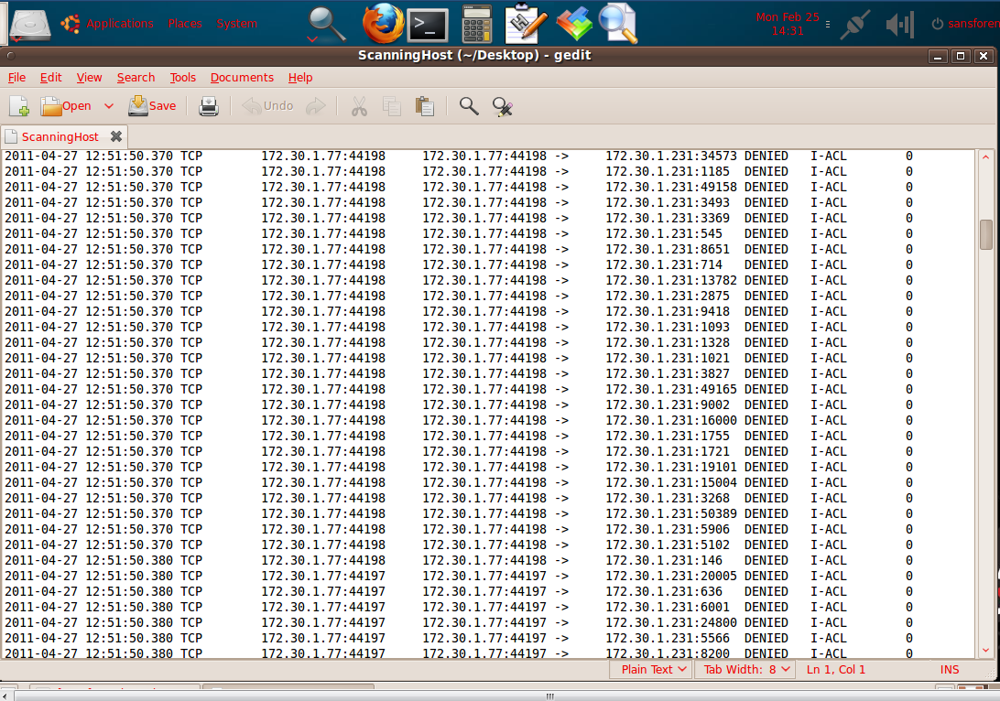 Applications Places System Mon Feb 25 14:31 sansforen
ScanningHost (~/Desktop) - gedit
File Edit View Search Tools Documents Help
Open Save Undo
ScanningHost
2011-04-27 12:51:50.370 TCP 172.30.1.77:44198 172.30.1.77:44198 -> 172.30.1.231:34573 DENIED I-ACL 0
2011-04-27 12:51:50.370 TCP 172.30.1.77:44198 172.30.1.77:44198 -> 172.30.1.231:1185 DENIED I-ACL 0
2011-04-27 12:51:50.370 TCP 172.30.1.77:44198 172.30.1.77:44198 -> 172.30.1.231:49158 DENIED I-ACL 0
2011-04-27 12:51:50.370 TCP 172.30.1.77:44198 172.30.1.77:44198 -> 172.30.1.231:3493 DENIED I-ACL 0
2011-04-27 12:51:50.370 TCP 172.30.1.77:44198 172.30.1.77:44198 -> 172.30.1.231:3369 DENIED I-ACL 0
2011-04-27 12:51:50.370 TCP 172.30.1.77:44198 172.30.1.77:44198 -> 172.30.1.231:545 DENIED I-ACL 0
2011-04-27 12:51:50.370 TCP 172.30.1.77:44198 172.30.1.77:44198 -> 172.30.1.231:8651 DENIED I-ACL 0
2011-04-27 12:51:50.370 TCP 172.30.1.77:44198 172.30.1.77:44198 -> 172.30.1.231:714 DENIED I-ACL 0
2011-04-27 12:51:50.370 TCP 172.30.1.77:44198 172.30.1.77:44198 -> 172.30.1.231:13782 DENIED I-ACL 0
2011-04-27 12:51:50.370 TCP 172.30.1.77:44198 172.30.1.77:44198 -> 172.30.1.231:2875 DENIED I-ACL 0
2011-04-27 12:51:50.370 TCP 172.30.1.77:44198 172.30.1.77:44198 -> 172.30.1.231:9418 DENIED I-ACL 0
2011-04-27 12:51:50.370 TCP 172.30.1.77:44198 172.30.1.77:44198 -> 172.30.1.231:1093 DENIED I-ACL 0
2011-04-27 12:51:50.370 TCP 172.30.1.77:44198 172.30.1.77:44198 -> 172.30.1.231:1328 DENIED I-ACL 0
2011-04-27 12:51:50.370 TCP 172.30.1.77:44198 172.30.1.77:44198 -> 172.30.1.231:1021 DENIED I-ACL 0
2011-04-27 12:51:50.370 TCP 172.30.1.77:44198 172.30.1.77:44198 -> 172.30.1.231:3827 DENIED I-ACL 0
2011-04-27 12:51:50.370 TCP 172.30.1.77:44198 172.30.1.77:44198 -> 172.30.1.231:49165 DENIED I-ACL 0
2011-04-27 12:51:50.370 TCP 172.30.1.77:44198 172.30.1.77:44198 -> 172.30.1.231:9002 DENIED I-ACL 0
2011-04-27 12:51:50.370 TCP 172.30.1.77:44198 172.30.1.77:44198 -> 172.30.1.231:16000 DENIED I-ACL 0
2011-04-27 12:51:50.370 TCP 172.30.1.77:44198 172.30.1.77:44198 -> 172.30.1.231:1755 DENIED I-ACL 0
2011-04-27 12:51:50.370 TCP 172.30.1.77:44198 172.30.1.77:44198 -> 172.30.1.231:1721 DENIED I-ACL 0
2011-04-27 12:51:50.370 TCP 172.30.1.77:44198 172.30.1.77:44198 -> 172.30.1.231:19101 DENIED I-ACL 0
2011-04-27 12:51:50.370 TCP 172.30.1.77:44198 172.30.1.77:44198 -> 172.30.1.231:15004 DENIED I-ACL 0
2011-04-27 12:51:50.370 TCP 172.30.1.77:44198 172.30.1.77:44198 -> 172.30.1.231:3268 DENIED I-ACL 0
2011-04-27 12:51:50.370 TCP 172.30.1.77:44198 172.30.1.77:44198 -> 172.30.1.231:50389 DENIED I-ACL 0
2011-04-27 12:51:50.370 TCP 172.30.1.77:44198 172.30.1.77:44198 -> 172.30.1.231:5906 DENIED I-ACL 0
2011-04-27 12:51:50.370 TCP 172.30.1.77:44198 172.30.1.77:44198 -> 172.30.1.231:5102 DENIED I-ACL 0
2011-04-27 12:51:50.380 TCP 172.30.1.77:44198 172.30.1.77:44198 -> 172.30.1.231:146 DENIED I-ACL 0
2011-04-27 12:51:50.380 TCP 172.30.1.77:44197 172.30.1.77:44197 -> 172.30.1.231:20005 DENIED I-ACL 0
2011-04-27 12:51:50.380 TCP 172.30.1.77:44197 172.30.1.77:44197 -> 172.30.1.231:636 DENIED I-ACL 0
2011-04-27 12:51:50.380 TCP 172.30.1.77:44197 172.30.1.77:44197 -> 172.30.1.231:6001 DENIED I-ACL 0
2011-04-27 12:51:50.380 TCP 172.30.1.77:44197 172.30.1.77:44197 -> 172.30.1.231:24800 DENIED I-ACL 0
2011-04-27 12:51:50.380 TCP 172.30.1.77:44197 172.30.1.77:44197 -> 172.30.1.231:5566 DENIED I-ACL 0
2011-04-27 12:51:50.380 TCP 172.30.1.77:44197 172.30.1.77:44197 -> 172.30.1.231:8200 DENIED I-ACL 0
Plain Text Tab Width: 8 Ln 1, Col 1 INS